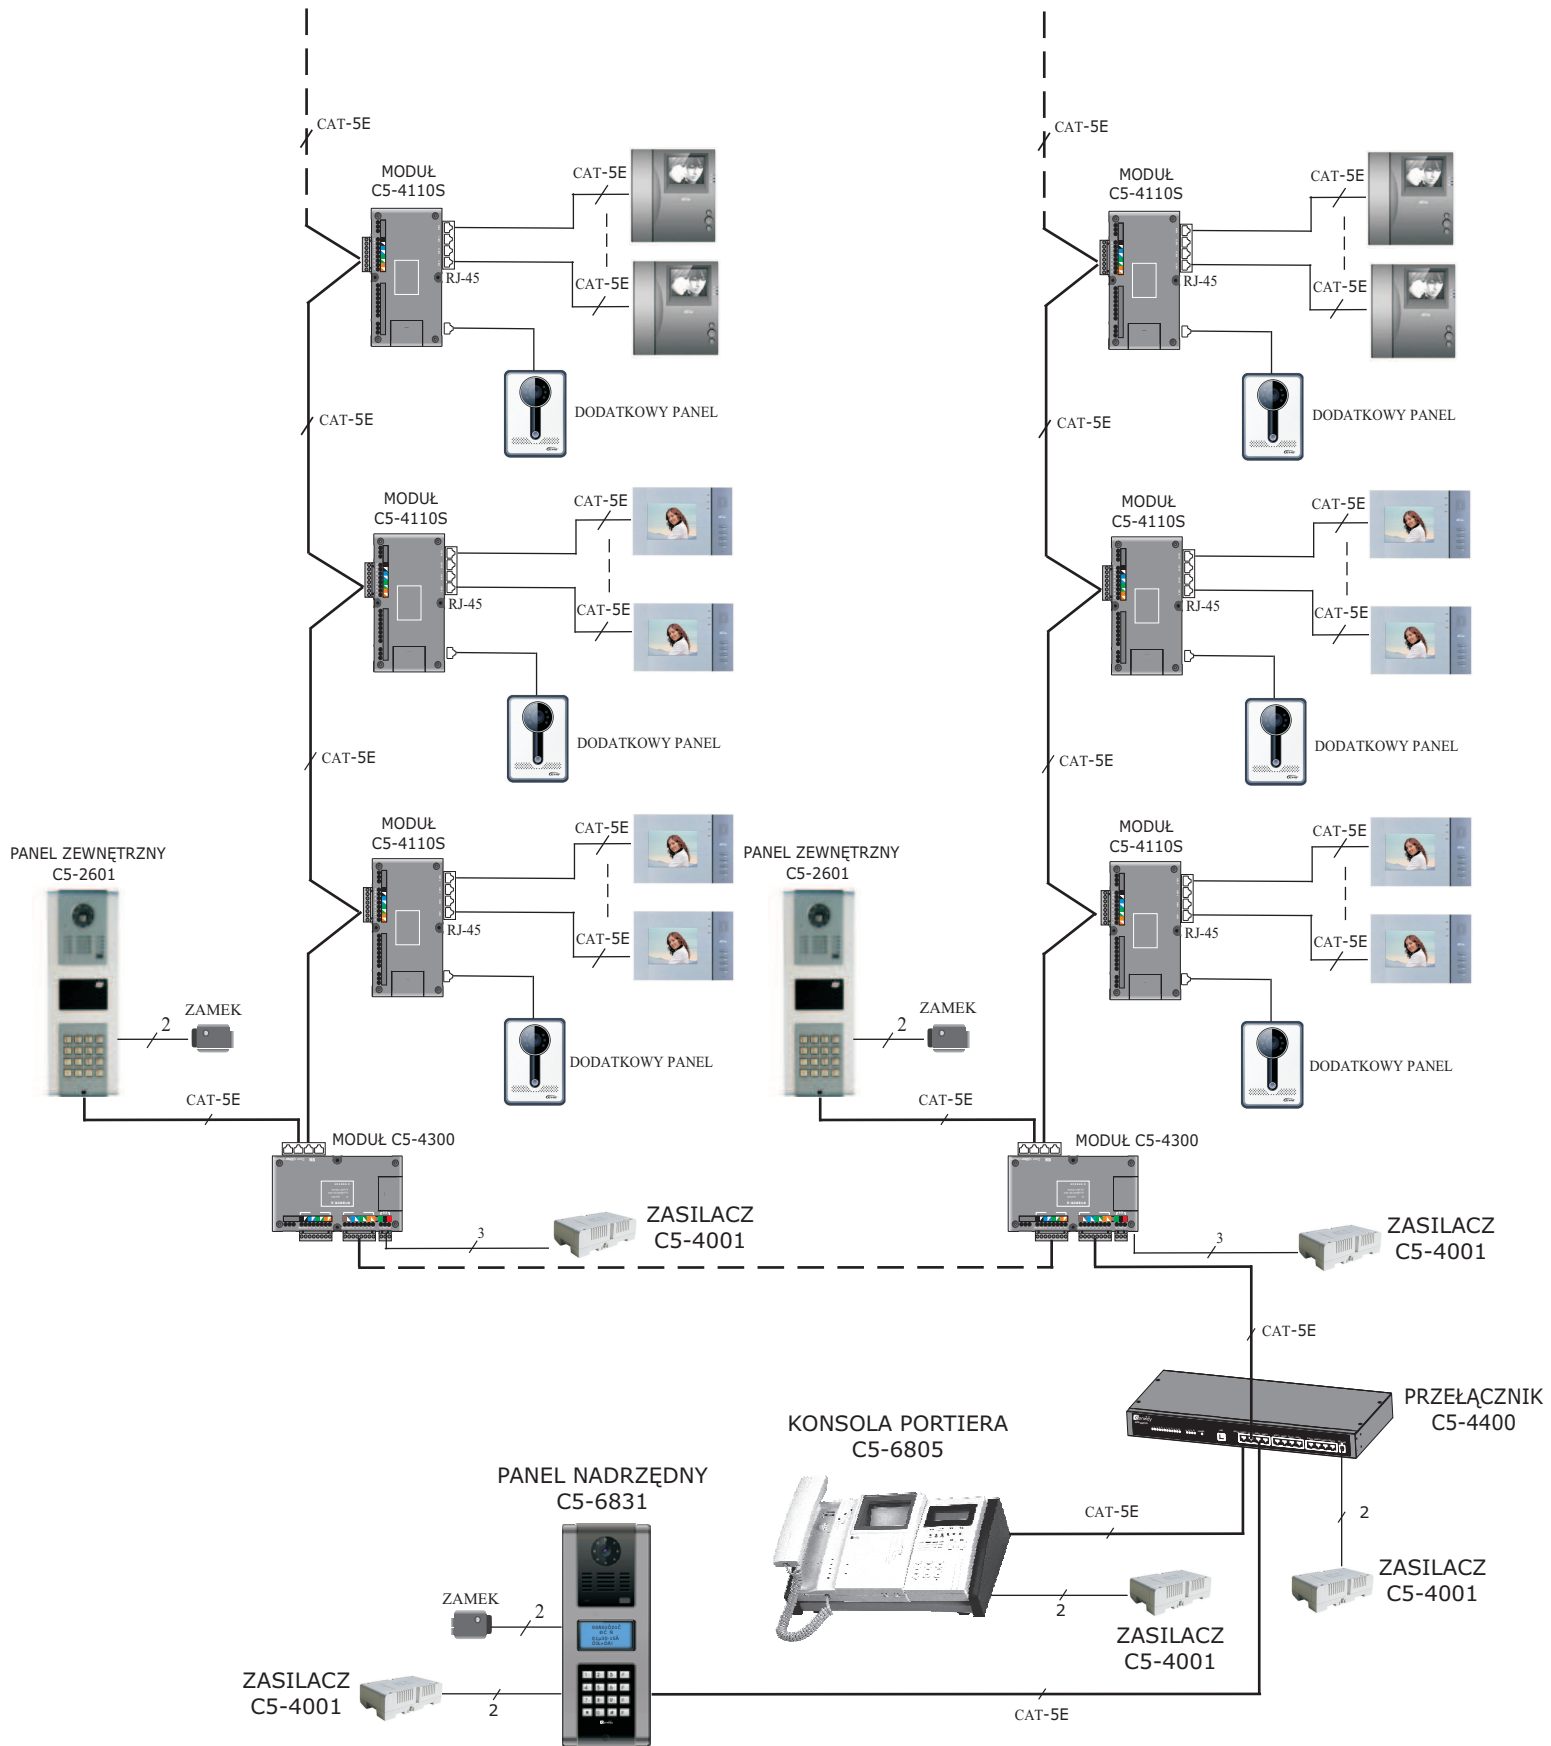 CAT-5E
CAT-5E
MODUŁ
C5-4110S
CAT-5E
CAT-5E
RJ-45
DODATKOWY PANEL
MODUŁ
C5-4110S
CAT-5E
CAT-5E
RJ-45
DODATKOWY PANEL
CAT-5E
CAT-5E
MODUŁ
C5-4110S
CAT-5E
CAT-5E
RJ-45
DODATKOWY PANEL
MODUŁ
C5-4110S
CAT-5E
CAT-5E
RJ-45
DODATKOWY PANEL
CAT-5E
CAT-5E
PANEL ZEWNĘTRZNY
C5-2601
MODUŁ
C5-4110S
CAT-5E
CAT-5E
RJ-45
DODATKOWY PANEL
PANEL ZEWNĘTRZNY
C5-2601
MODUŁ
C5-4110S
CAT-5E
CAT-5E
RJ-45
DODATKOWY PANEL
2
ZAMEK
2
ZAMEK
CAT-5E
CAT-5E
MODUŁ C5-4300
MODUŁ C5-4300
3
ZASILACZ
C5-4001
3
ZASILACZ
C5-4001
CAT-5E
PRZEŁĄCZNIK
C5-4400
KONSOLA PORTIERA
C5-6805
PANEL NADRZĘDNY
C5-6831
CAT-5E
2
ZASILACZ
C5-4001
2
ZASILACZ
C5-4001
ZAMEK
2
ZASILACZ
C5-4001
2
CAT-5E